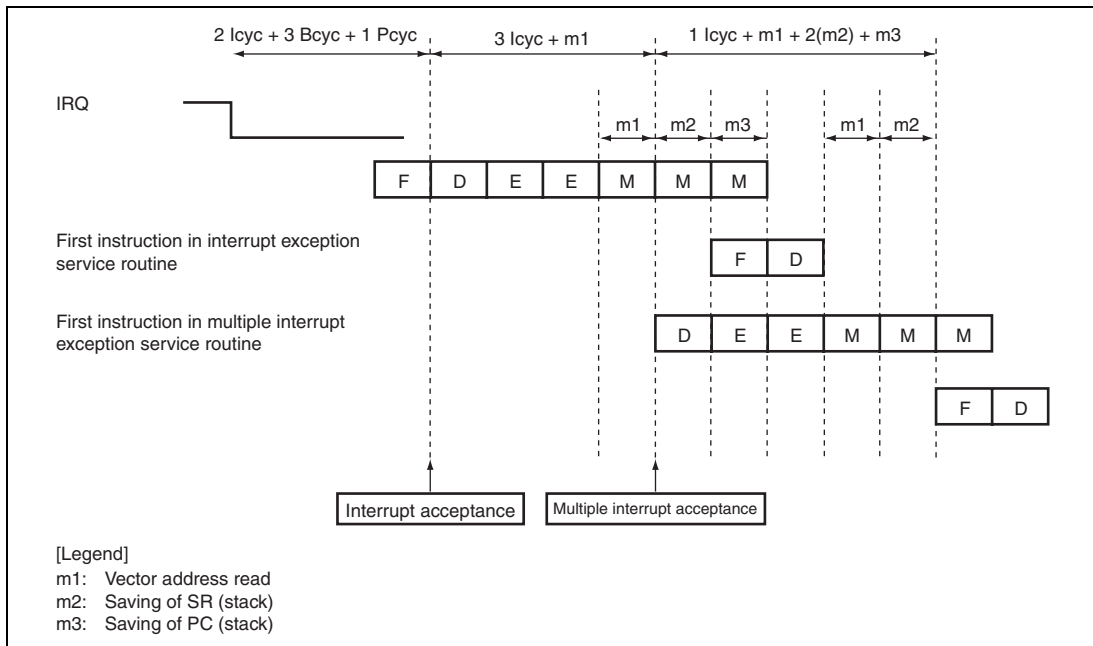 2 Icyc + 3 Bcyc + 1 Pcyc
3 Icyc + m1
1 Icyc + m1 + 2(m2) + m3
IRQ
m1
m2
m3
m1
m2
F D E E M M M
First instruction in interrupt exception
service routine
F D
First instruction in multiple interrupt
exception service routine
D E E M M M
F D
Interrupt acceptance
Multiple interrupt acceptance
[Legend]
m1: Vector address read
m2: Saving of SR (stack)
m3: Saving of PC (stack)